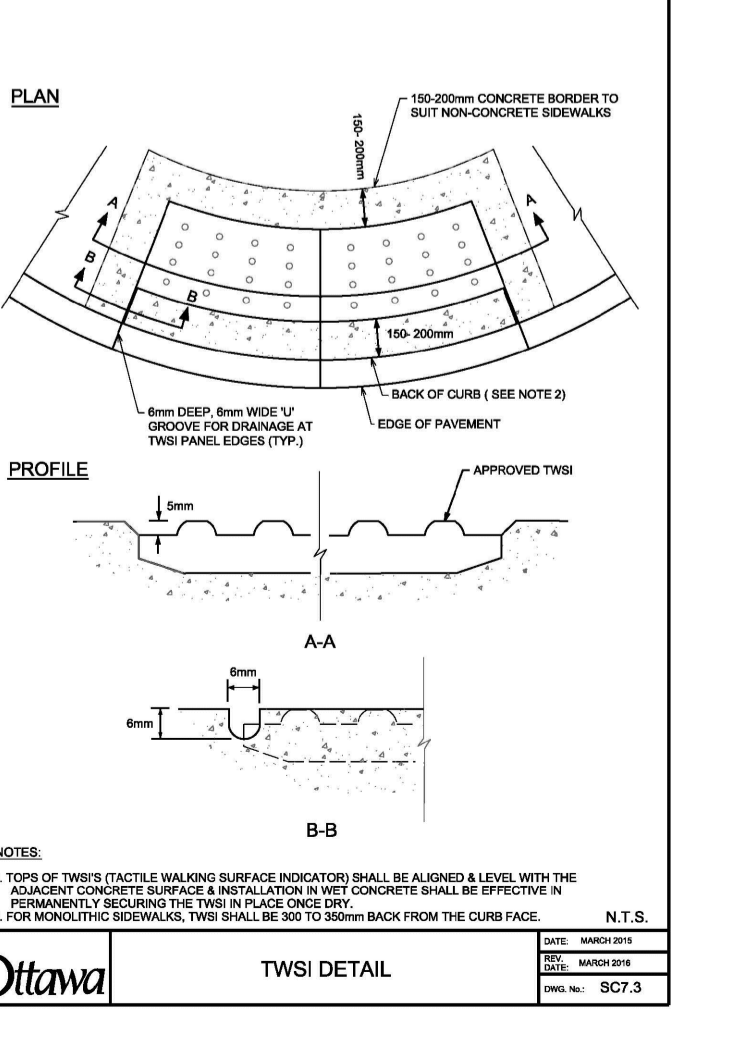 PLAN
150-200mm CONCRETE BORDER TO
SUIT NON-CONCRETE SIDEWALKS
150- 200mm
A
A
B
B
150- 200mm
BACK OF CURB ( SEE NOTE 2)
EDGE OF PAVEMENT
6mm DEEP, 6mm WIDE 'U'
GROOVE FOR DRAINAGE AT
TWSI PANEL EDGES (TYP.)
PROFILE
APPROVED TWSI
5mm
A-A
6mm
6mm
B-B
NOTES:
. TOPS OF TWSI'S (TACTILE WALKING SURFACE INDICATOR) SHALL BE ALIGNED & LEVEL WITH THE
ADJACENT CONCRETE SURFACE & INSTALLATION IN WET CONCRETE SHALL BE EFFECTIVE IN
PERMANENTLY SECURING THE TWSI IN PLACE ONCE DRY.
. FOR MONOLITHIC SIDEWALKS, TWSI SHALL BE 300 TO 350mm BACK FROM THE CURB FACE.
N.T.S.
Ottawa
TWSI DETAIL
DATE: MARCH 2015
REV. DATE: MARCH 2016
DWG. No.: SC7.3